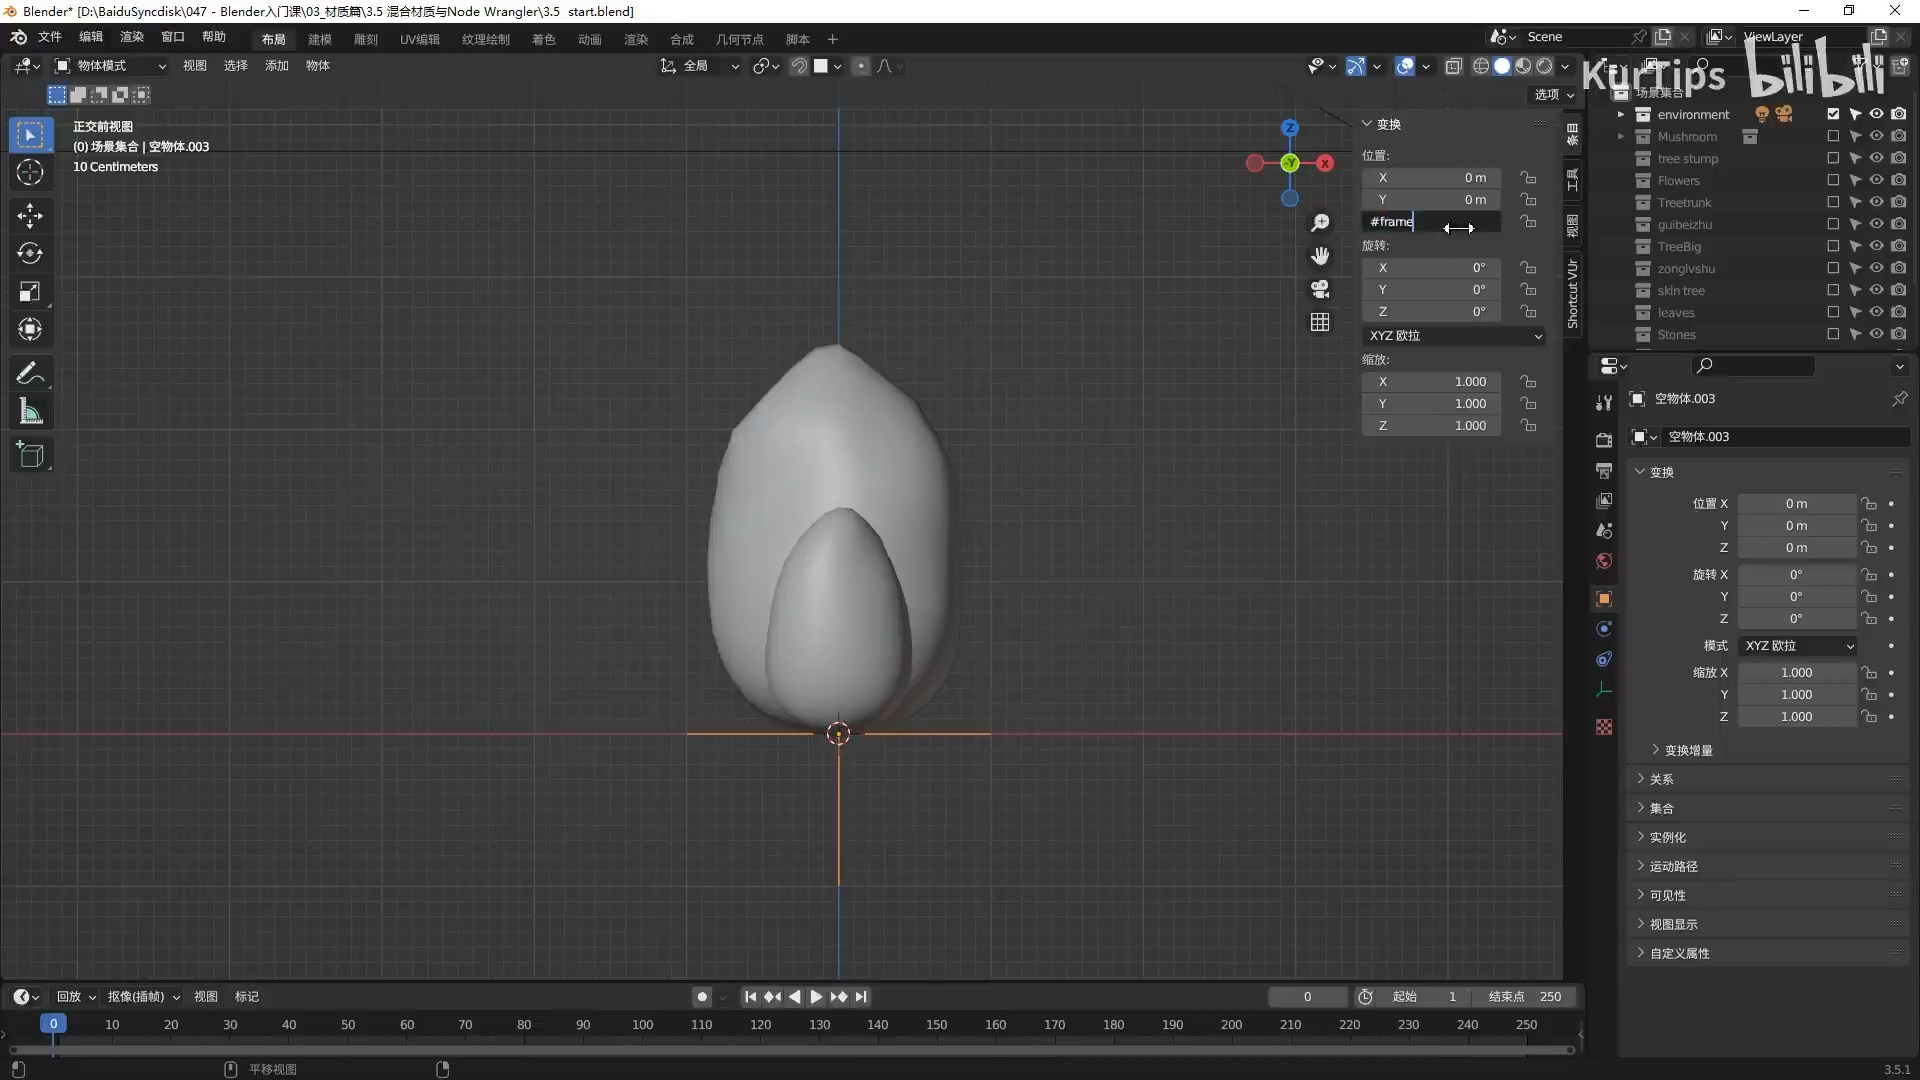 Blender* [D:\BaiduSyncdisk\047 - Blender入门课\03_材质篇\3.5 混合材质与Node Wrangler\3.5  start.blend]
文件 编辑 渲染 窗口 帮助 布局 建模 雕刻 UV编辑 纹理绘制 着色 动画 渲染 合成 几何节点 脚本 + Scene ViewLayer
物体模式 视图 选择 添加 物体 全局
KurTips bilibili
选项
场景集合
正交前视图
(0) 场景集合 | 空物体.003
10 Centimeters
Z
-Y X
变换
位置:
X 0 m
Y 0 m
#frame
旋转:
X 0°
Y 0°
Z 0°
XYZ 欧拉
缩放:
X 1.000
Y 1.000
Z 1.000
条目
工具
视图
Shortcut VUr
environment
Mushroom
tree stump
Flowers
Treetrunk
guibeizhu
TreeBig
zonglvshu
skin tree
leaves
Stones
空物体.003
空物体.003
变换
位置 X 0 m
Y 0 m
Z 0 m
旋转 X 0°
Y 0°
Z 0°
模式 XYZ 欧拉
缩放 X 1.000
Y 1.000
Z 1.000
变换增量
关系
集合
实例化
运动路径
可见性
视图显示
自定义属性
回放 抠像(插帧) 视图 标记 0 起始 1 结束点 250
0 10 20 30 40 50 60 70 80 90 100 110 120 130 140 150 160 170 180 190 200 210 220 230 240 250
平移视图 3.5.1